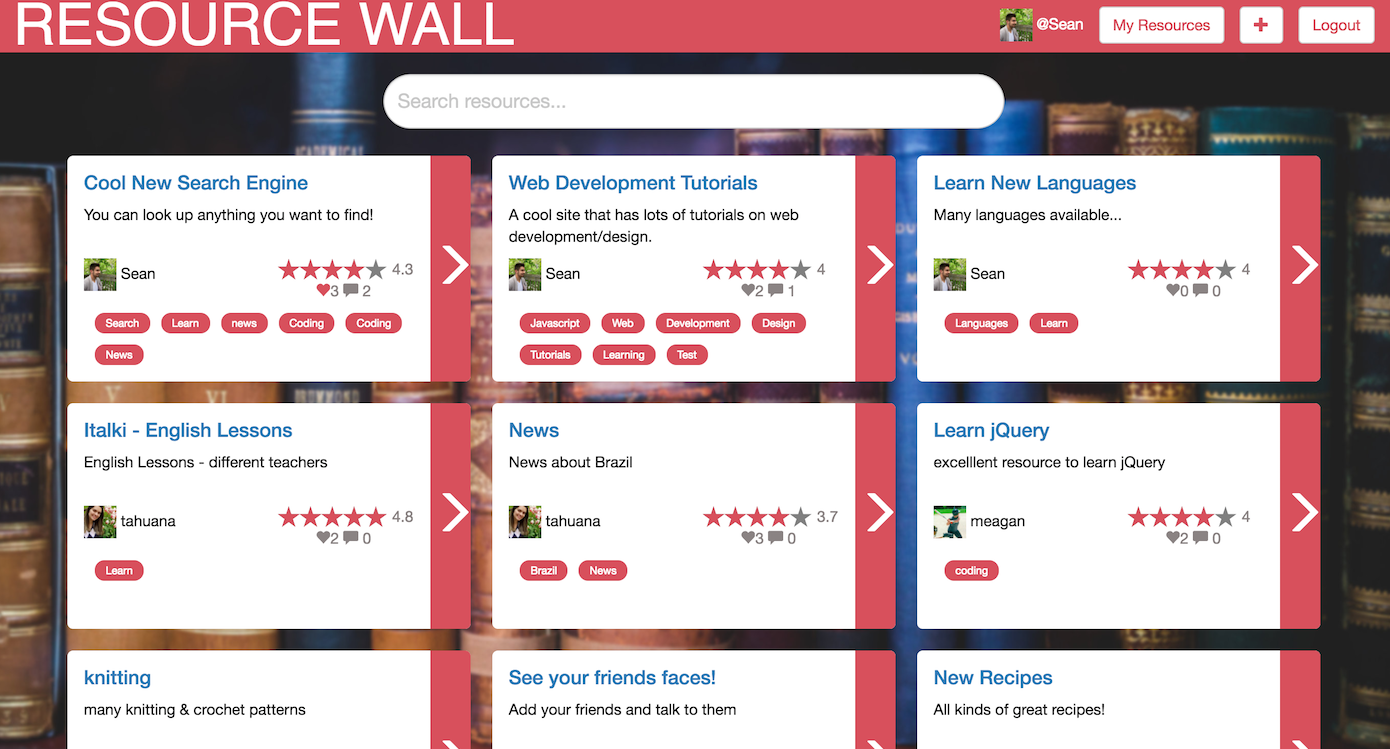 RESOURCE WALL
@Sean My Resources + Logout
Search resources...
Cool New Search Engine
You can look up anything you want to find!
Sean 4.3
3 2
Search Learn news Coding Coding
News
Web Development Tutorials
A cool site that has lots of tutorials on web
development/design.
Sean 4
2 1
Javascript Web Development Design
Tutorials Learning Test
Learn New Languages
Many languages available...
Sean 4
0 0
Languages Learn
Italki - English Lessons
English Lessons - different teachers
tahuana 4.8
2 0
Learn
News
News about Brazil
tahuana 3.7
3 0
Brazil News
Learn jQuery
excelllent resource to learn jQuery
meagan 4
2 0
coding
knitting
many knitting & crochet patterns
See your friends faces!
Add your friends and talk to them
New Recipes
All kinds of great recipes!